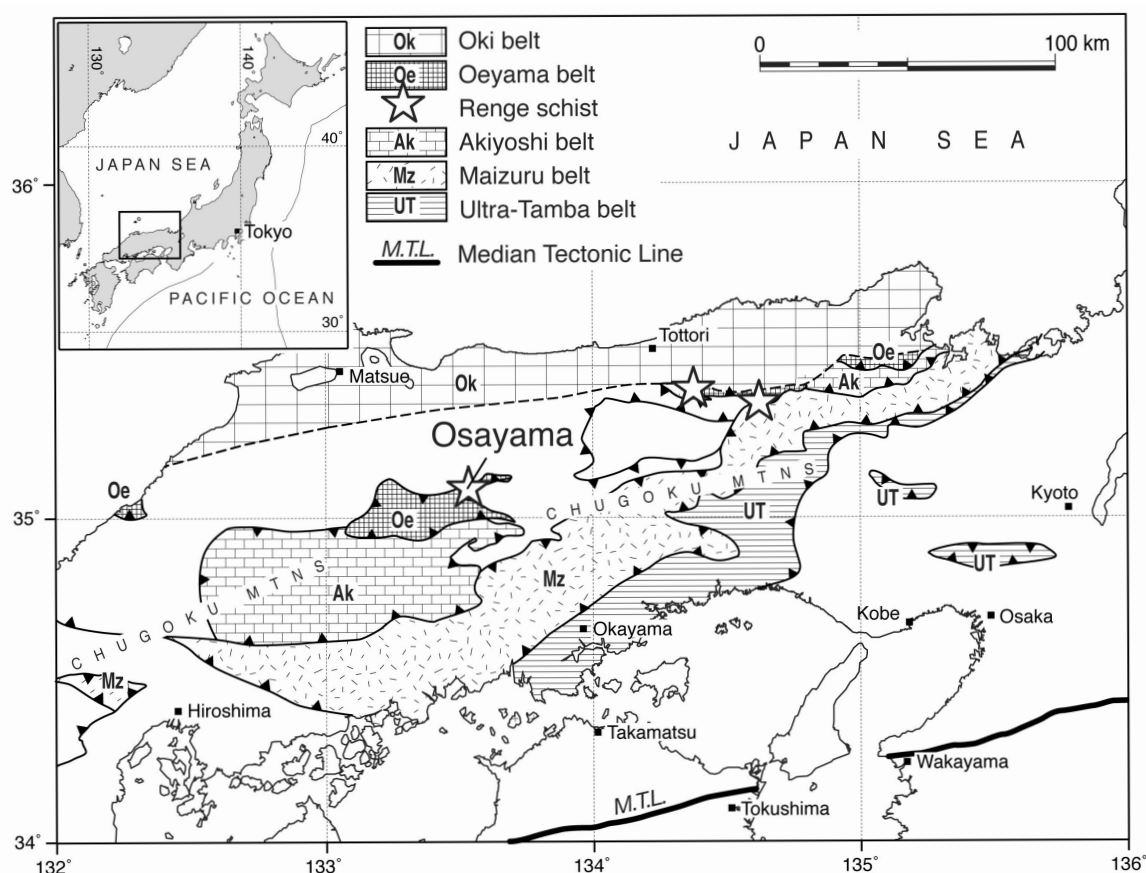 130°
140°
40°
JAPAN SEA
Tokyo
PACIFIC OCEAN
30°
Ok Oki belt
Oe Oeyama belt
Renge schist
Ak Akiyoshi belt
Mz Maizuru belt
UT Ultra-Tamba belt
M.T.L. Median Tectonic Line
0 100 km
JAPAN SEA
36°
Tottori
Oe
Matsue
Ok
Ak
Osayama
CHUGOKU MTNS
Oe
UT
Kyoto
35°
Oe
UT
UT
Mz
Ak
CHUGOKU MTNS
Kobe
Osaka
Okayama
Mz
Hiroshima
Takamatsu
Wakayama
M.T.L.
Tokushima
34°
132° 133° 134° 135° 136°